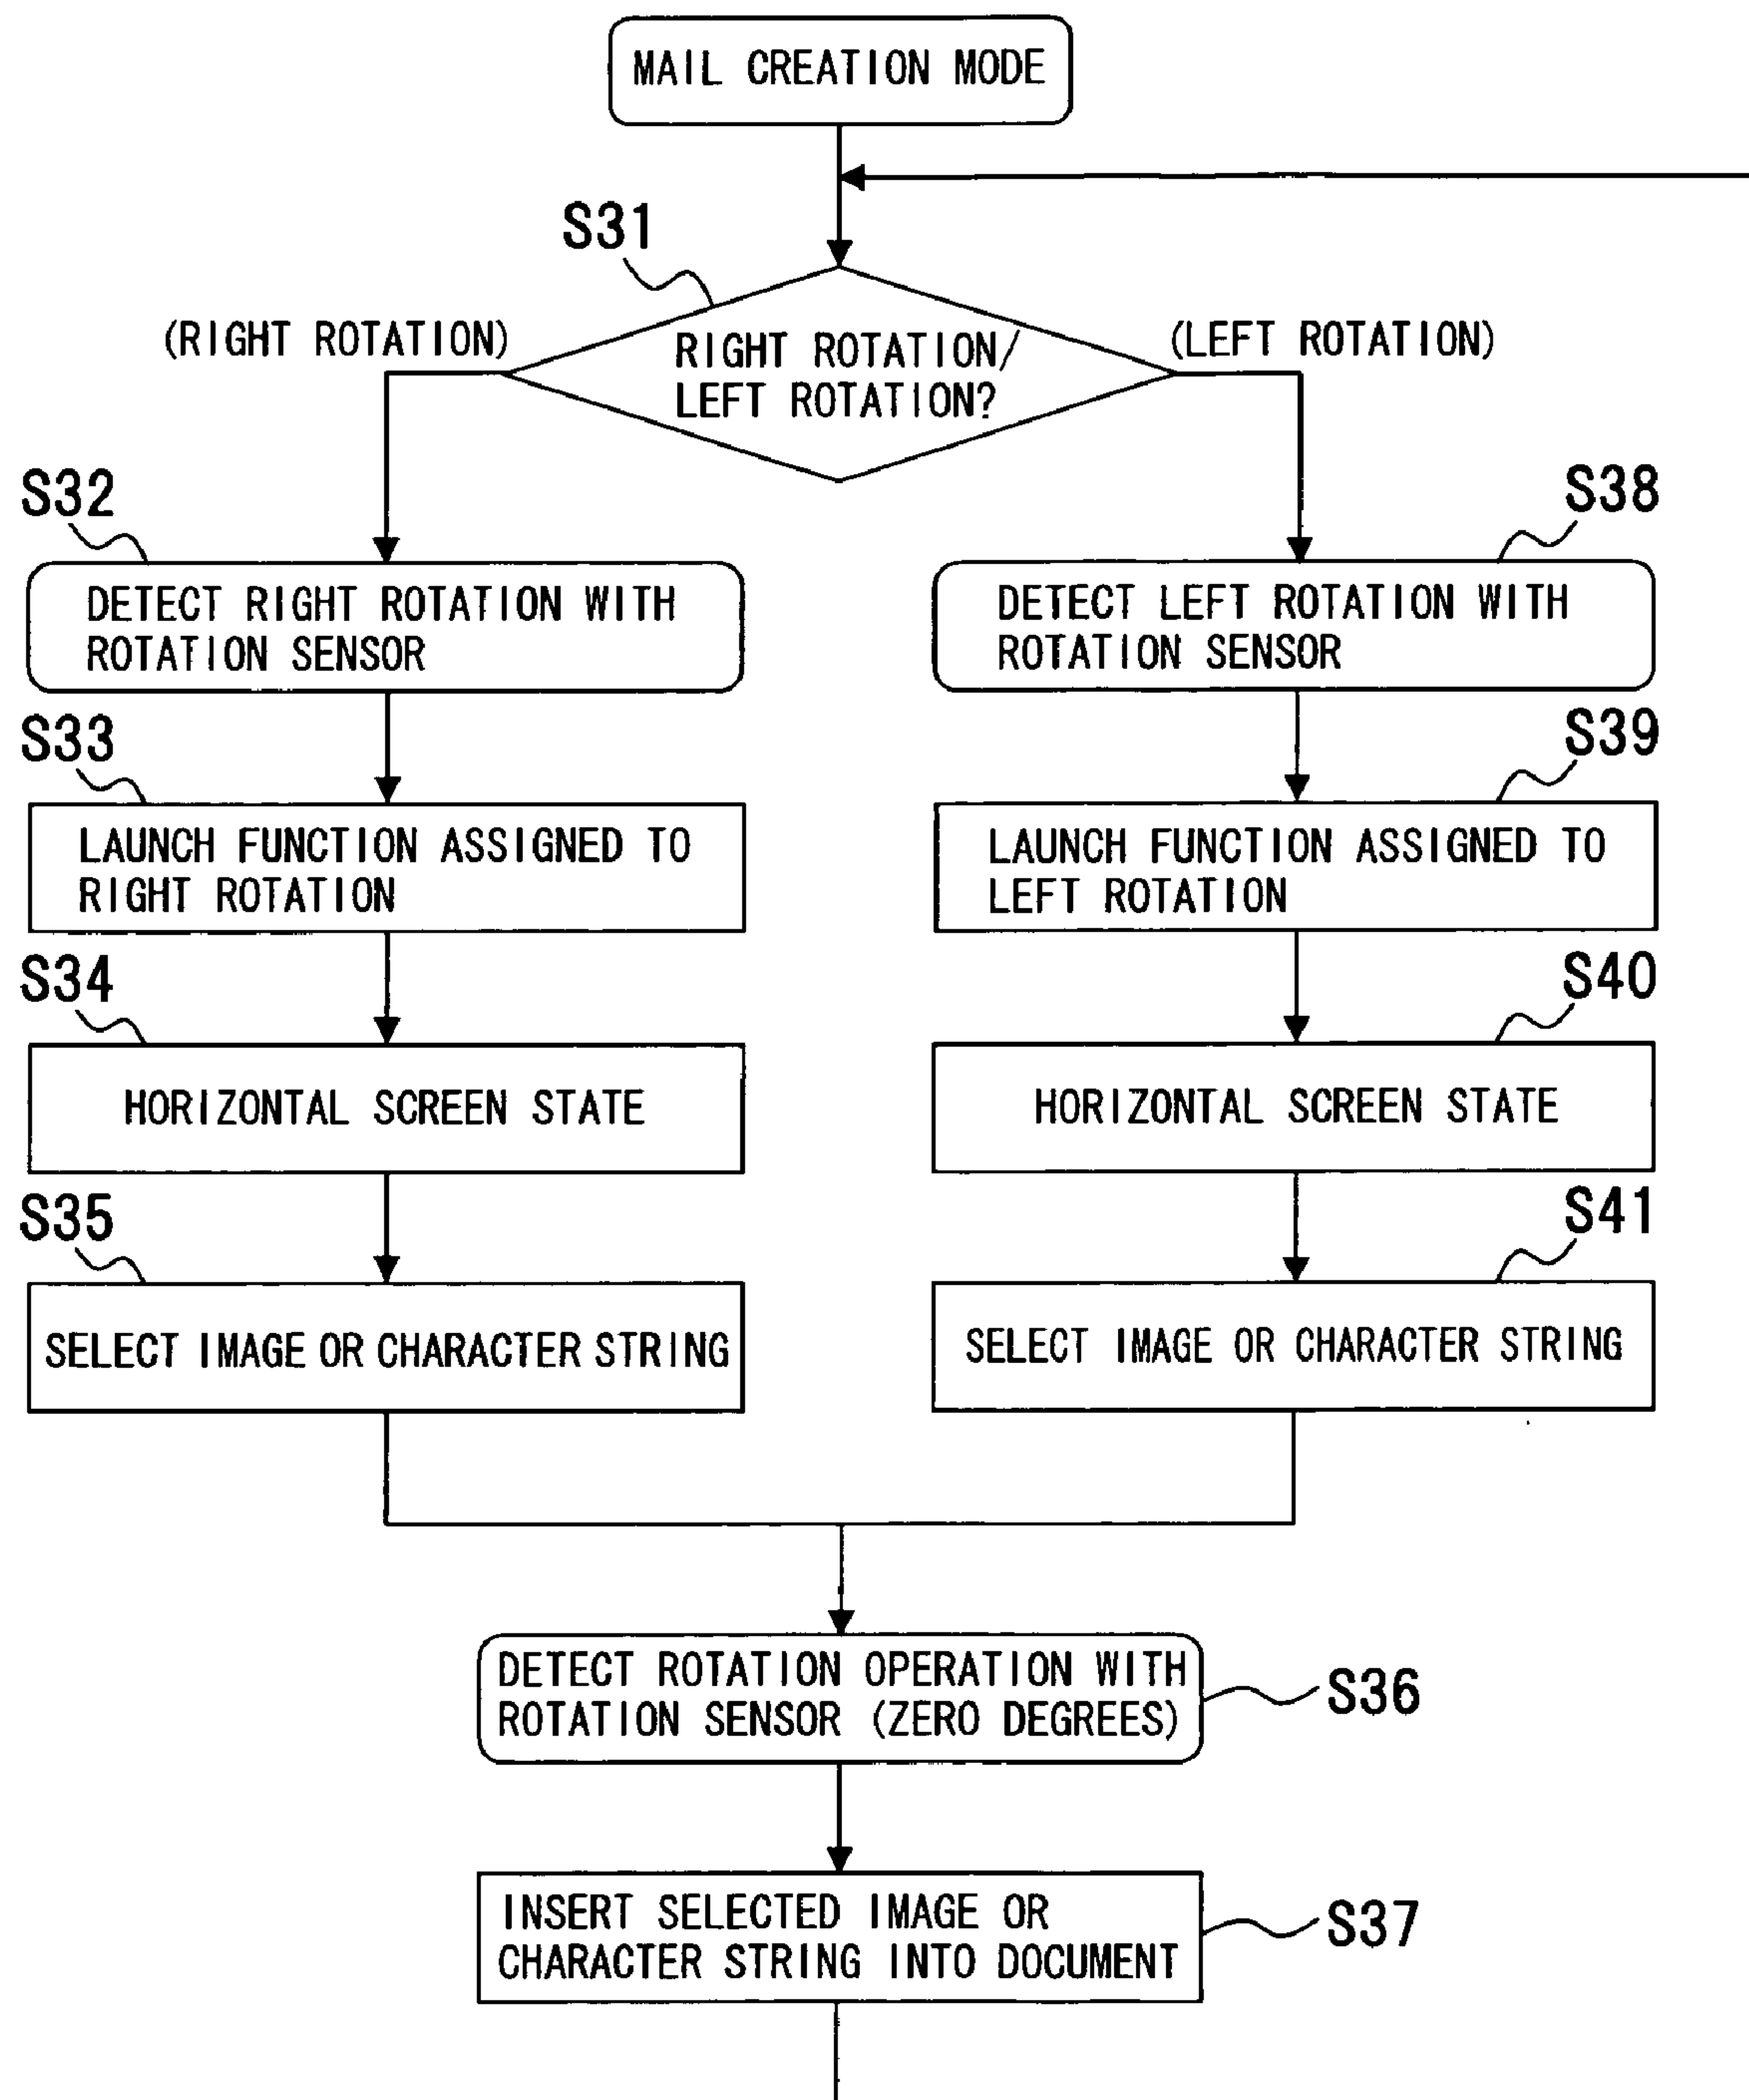 MAIL CREATION MODE
S31
(RIGHT ROTATION)
RIGHT ROTATION/
LEFT ROTATION?
(LEFT ROTATION)
S32
DETECT RIGHT ROTATION WITH
ROTATION SENSOR
S38
DETECT LEFT ROTATION WITH
ROTATION SENSOR
S33
LAUNCH FUNCTION ASSIGNED TO
RIGHT ROTATION
S39
LAUNCH FUNCTION ASSIGNED TO
LEFT ROTATION
S34
HORIZONTAL SCREEN STATE
S40
HORIZONTAL SCREEN STATE
S35
SELECT IMAGE OR CHARACTER STRING
S41
SELECT IMAGE OR CHARACTER STRING
DETECT ROTATION OPERATION WITH
ROTATION SENSOR (ZERO DEGREES)
S36
INSERT SELECTED IMAGE OR
CHARACTER STRING INTO DOCUMENT
S37